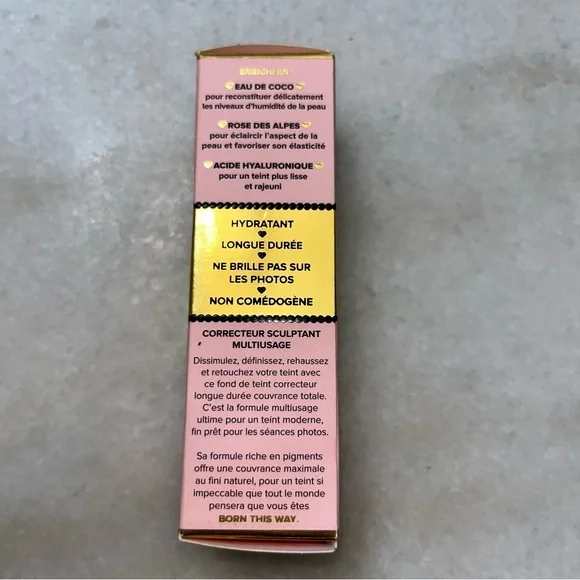 ENRICHI EN :
EAU DE COCO
pour reconstituer délicatement
les niveaux d'humidité de la peau
ROSE DES ALPES
pour éclaircir l'aspect de la
peau et favoriser son élasticité
ACIDE HYALURONIQUE
pour un teint plus lisse
et rajeuni
HYDRATANT
LONGUE DURÉE
NE BRILLE PAS SUR
LES PHOTOS
NON COMÉDOGÈNE
CORRECTEUR SCULPTANT
MULTIUSAGE
Dissimulez, définissez, rehaussez
et retouchez votre teint avec
ce fond de teint correcteur
longue durée couvrance totale.
C'est la formule multiusage
ultime pour un teint moderne,
fin prêt pour les séances photos.
Sa formule riche en pigments
offre une couvrance maximale
au fini naturel, pour un teint si
impeccable que tout le monde
pensera que vous êtes
BORN THIS WAY.